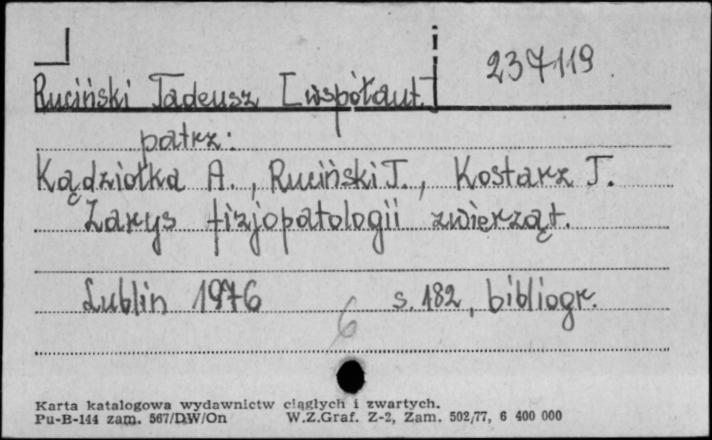 237119
Ruciński Tadeusz [współaut.]
patrz:
Kądziołka A., Ruciński T., Kostarz T.
Zarys fizjopatologii zwierząt.
Lublin 1976 s. 182, bibliogr.
6
Karta katalogowa wydawnictw ciągłych i zwartych.
Pu-B-144 zam. 567/DW/On W.Z.Graf. Z-2, Zam. 502/77, 6 400 000